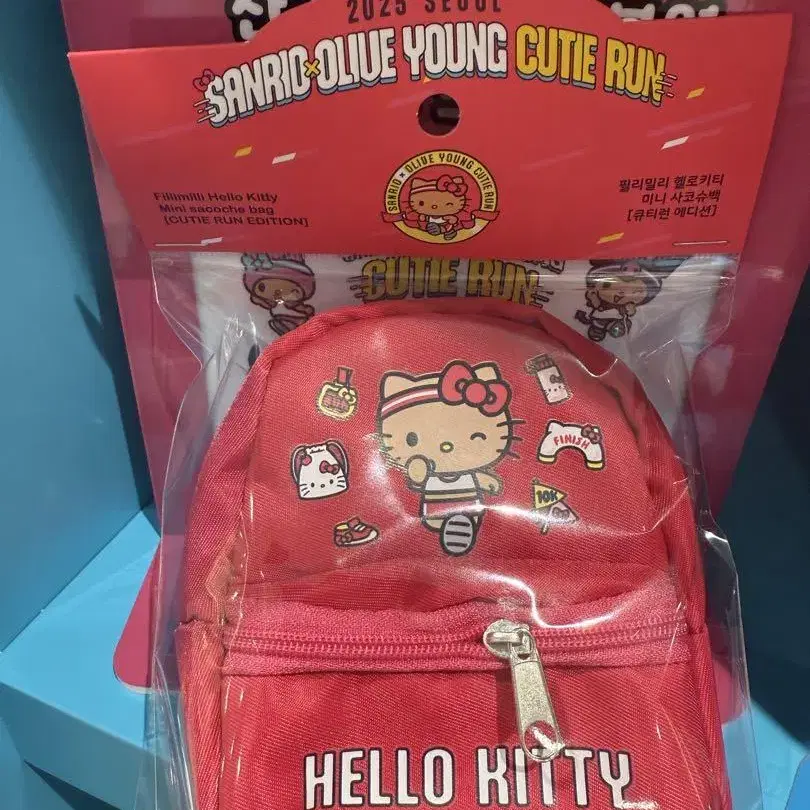 2025 SEOUL
SANRIO × OLIVE YOUNG CUTIE RUN
SANRIO × OLIVE YOUNG CUTIE RUN
Fillimilli Hello Kitty
Mini sacoche bag
[CUTIE RUN EDITION]
필리밀리 헬로키티
미니 사코슈백
[큐티런 에디션]
CUTIE RUN
FINISH
10K
HELLO KITTY